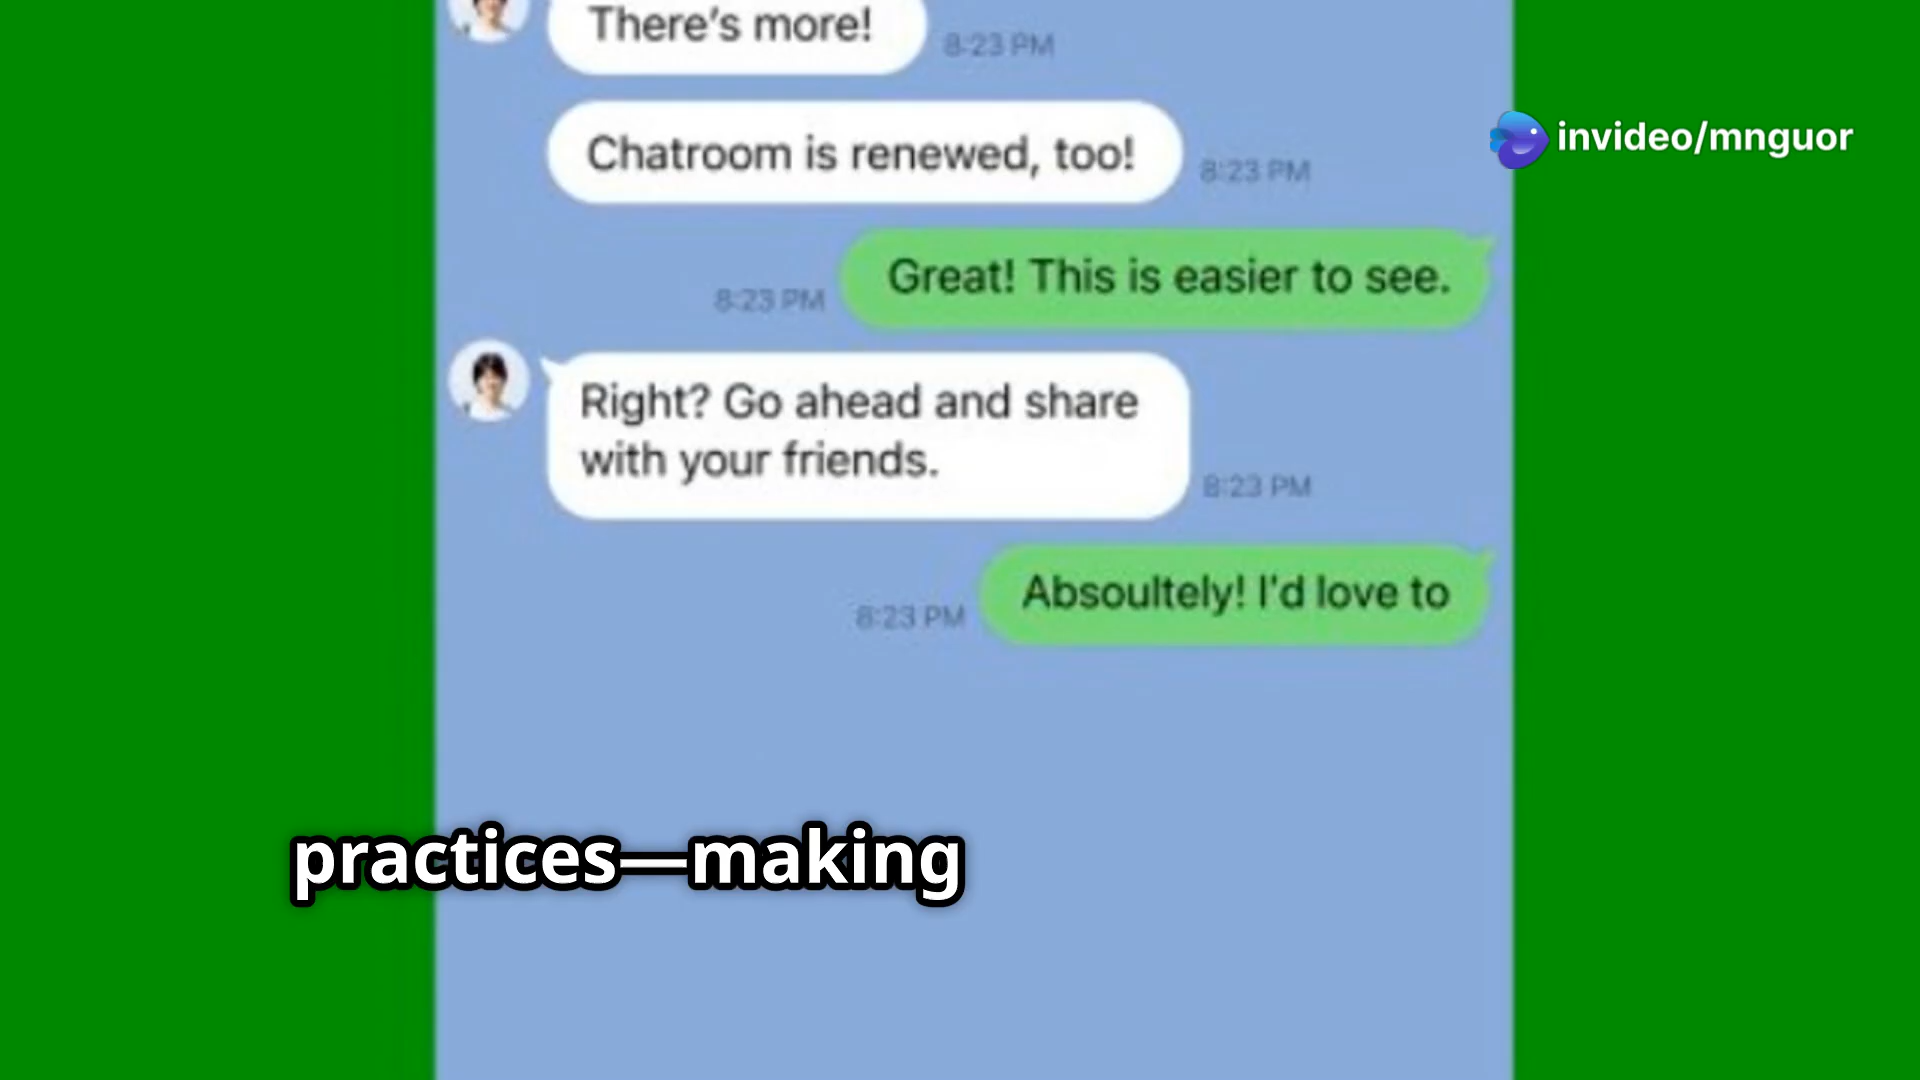 There's more!
8:23 PM
invideo/mnguor
Chatroom is renewed, too!
8:23 PM
Great! This is easier to see.
8:23 PM
Right? Go ahead and share
with your friends.
8:23 PM
Absoultely! I'd love to
8:23 PM
practices—making